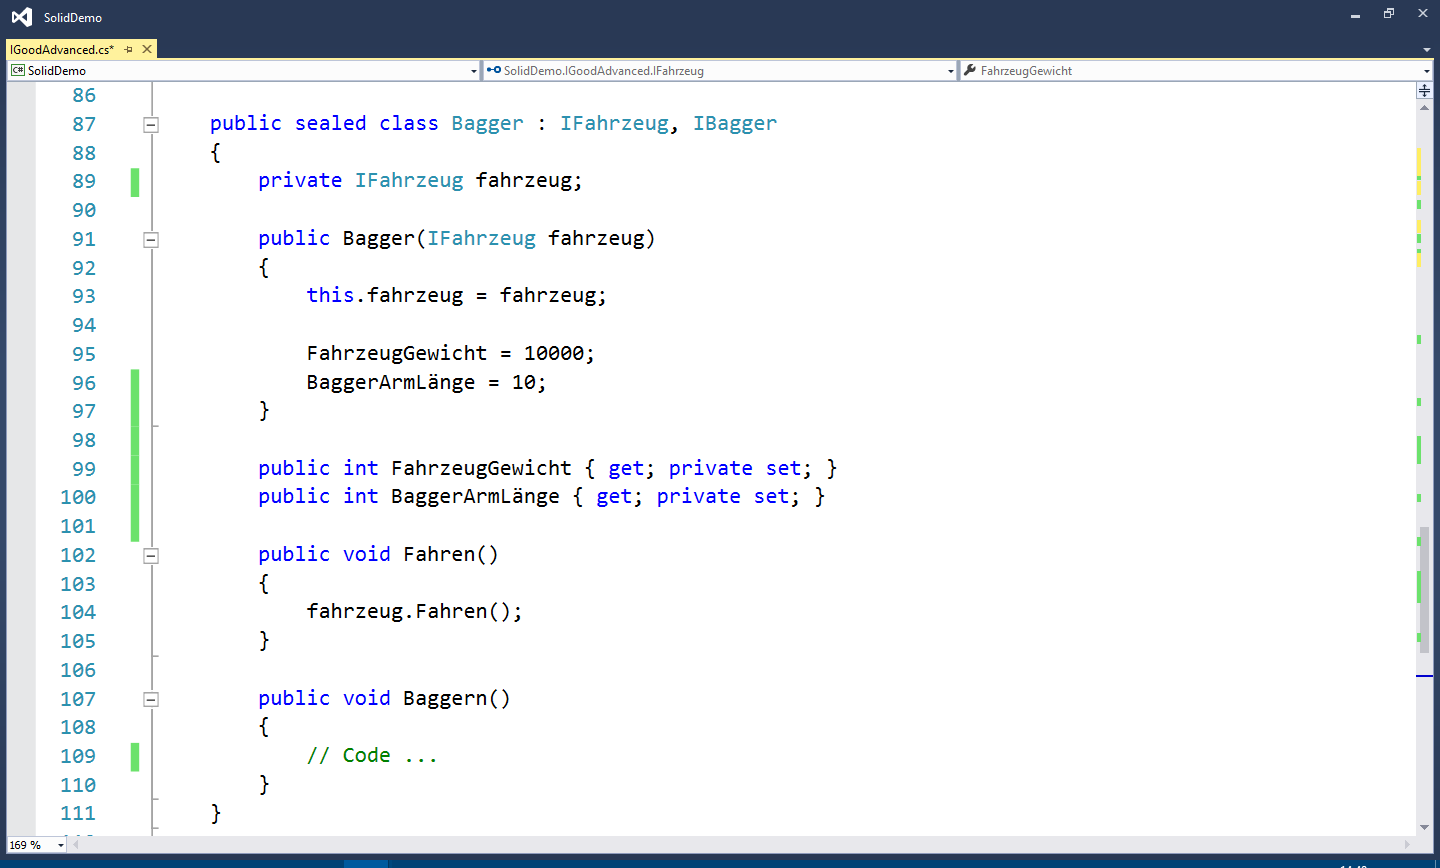 SolidDemo
IGoodAdvanced.cs*
C# SolidDemo
SolidDemo.IGoodAdvanced.IFahrzeug
FahrzeugGewicht
86
87 public sealed class Bagger : IFahrzeug, IBagger
88 {
89 private IFahrzeug fahrzeug;
90
91 public Bagger(IFahrzeug fahrzeug)
92 {
93 this.fahrzeug = fahrzeug;
94
95 FahrzeugGewicht = 10000;
96 BaggerArmLänge = 10;
97 }
98
99 public int FahrzeugGewicht { get; private set; }
100 public int BaggerArmLänge { get; private set; }
101
102 public void Fahren()
103 {
104 fahrzeug.Fahren();
105 }
106
107 public void Baggern()
108 {
109 // Code ...
110 }
111 }
169 %